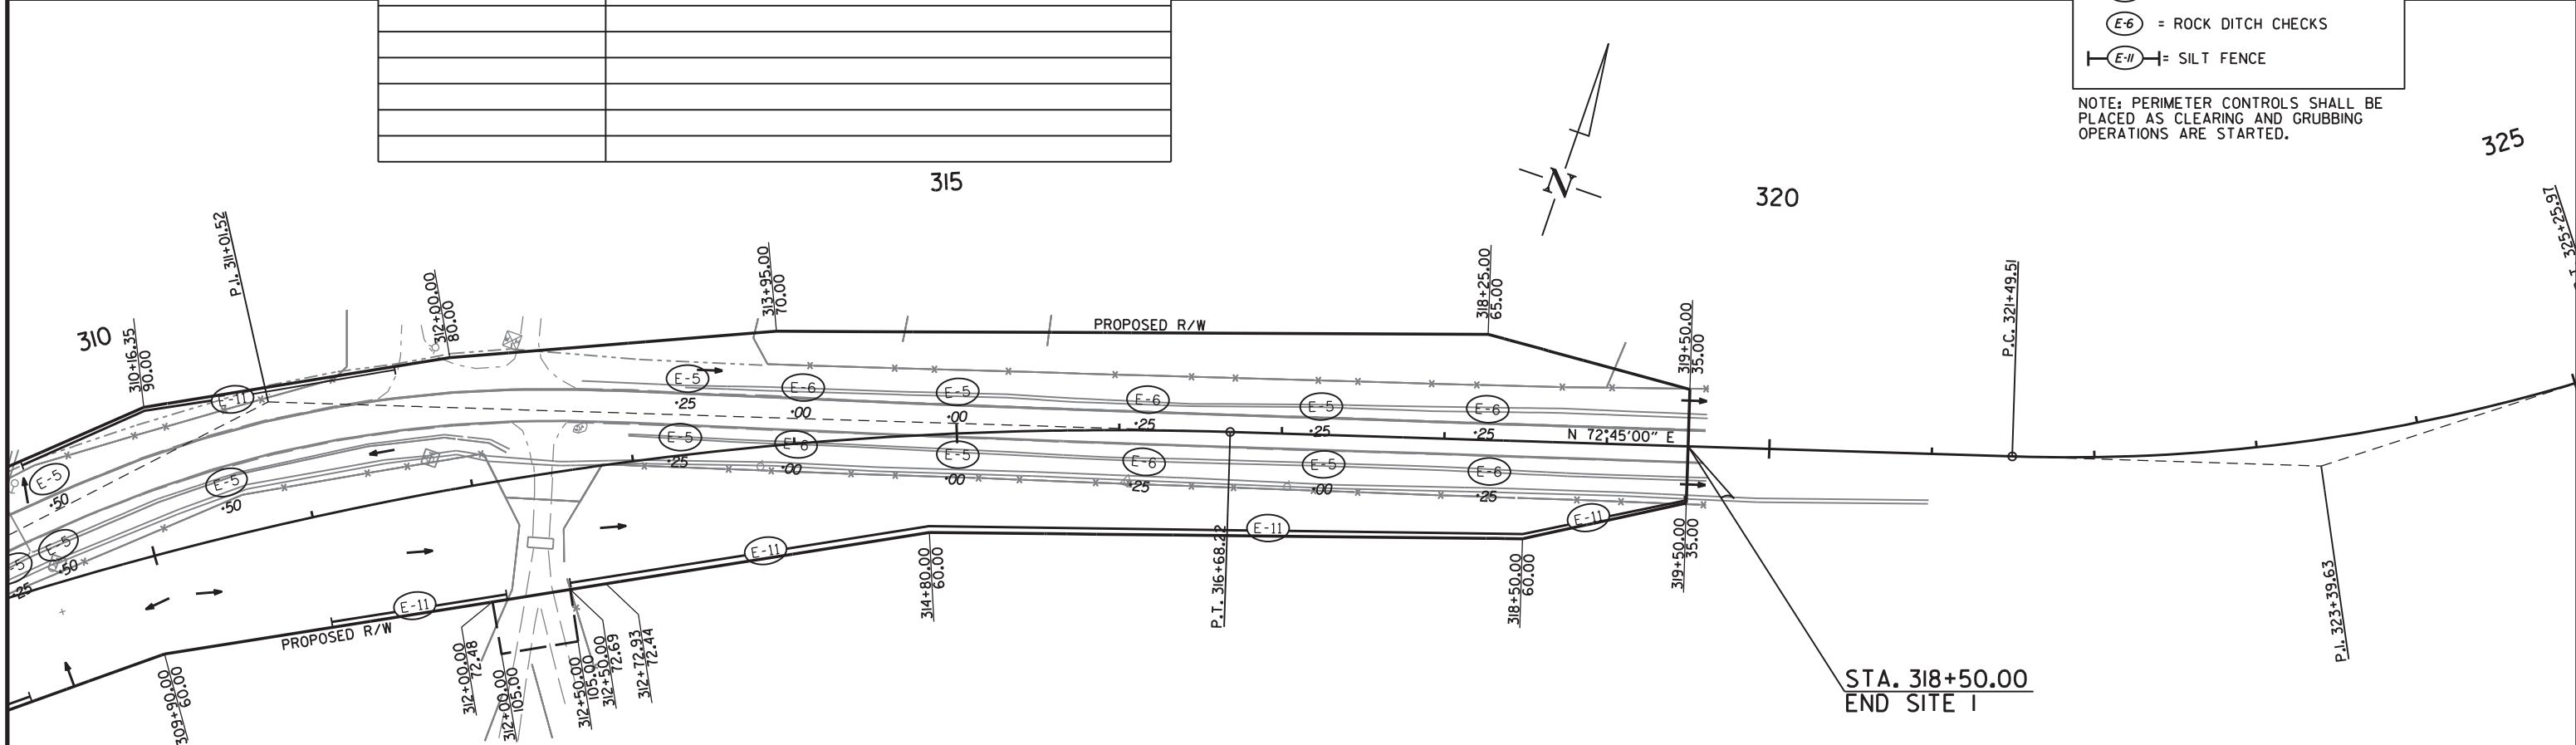 E-6 = ROCK DITCH CHECKS
E-11 = SILT FENCE
NOTE: PERIMETER CONTROLS SHALL BE
PLACED AS CLEARING AND GRUBBING
OPERATIONS ARE STARTED.
310
315
320
325
N
P.I. 311+01.52
310+16.35
90.00
312+00.00
80.00
313+95.00
70.00
PROPOSED R/W
318+25.00
65.00
319+50.00
35.00
P.C. 321+49.51
325+25.97
E-11
E-5
.25
E-6
.00
E-5
.00
E-6
.25
E-5
.25
E-6
.25
N 72°45'00" E
E-5
.25
E-6
.00
E-5
.00
E-6
.25
E-5
.00
E-6
.25
E-5
.50
E-5
.50
E-5
.50
-5
.25
E-11
E-11
E-11
E-11
PROPOSED R/W
309+90.00
60.00
312+00.00
72.48
312+00.00
105.00
312+50.00
105.00
312+50.00
72.69
312+72.93
72.44
314+80.00
60.00
P.T. 316+68.22
318+50.00
60.00
319+50.00
35.00
STA. 318+50.00
END SITE 1
P.I. 323+39.63